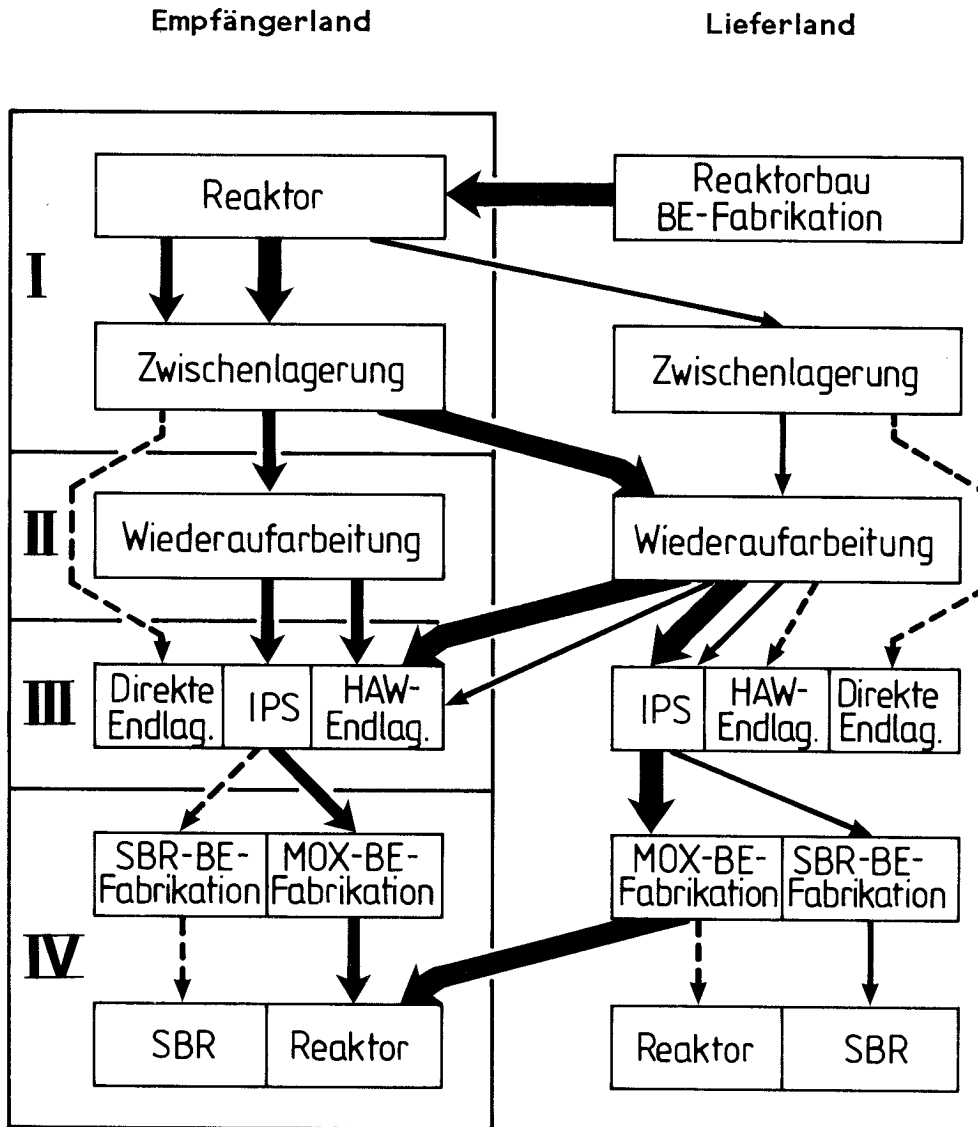 Empfängerland
Lieferland
I
Reaktor
Reaktorbau
BE-Fabrikation
Zwischenlagerung
Zwischenlagerung
II
Wiederaufarbeitung
Wiederaufarbeitung
III
Direkte
Endlag.
IPS
HAW-
Endlag.
IPS
HAW-
Endlag.
Direkte
Endlag.
IV
SBR-BE-
Fabrikation
MOX-BE-
Fabrikation
MOX-BE-
Fabrikation
SBR-BE-
Fabrikation
SBR
Reaktor
Reaktor
SBR